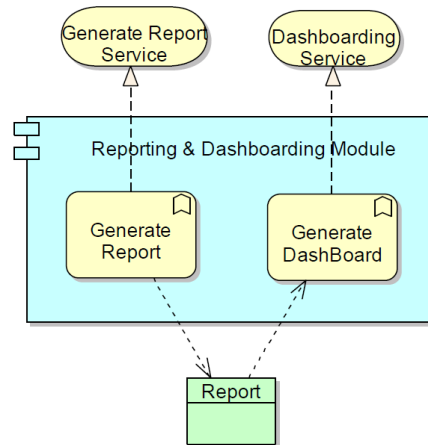 Generate Report
Service
Dashboarding
Service
Reporting & Dashboarding Module
Generate
Report
Generate
DashBoard
Report